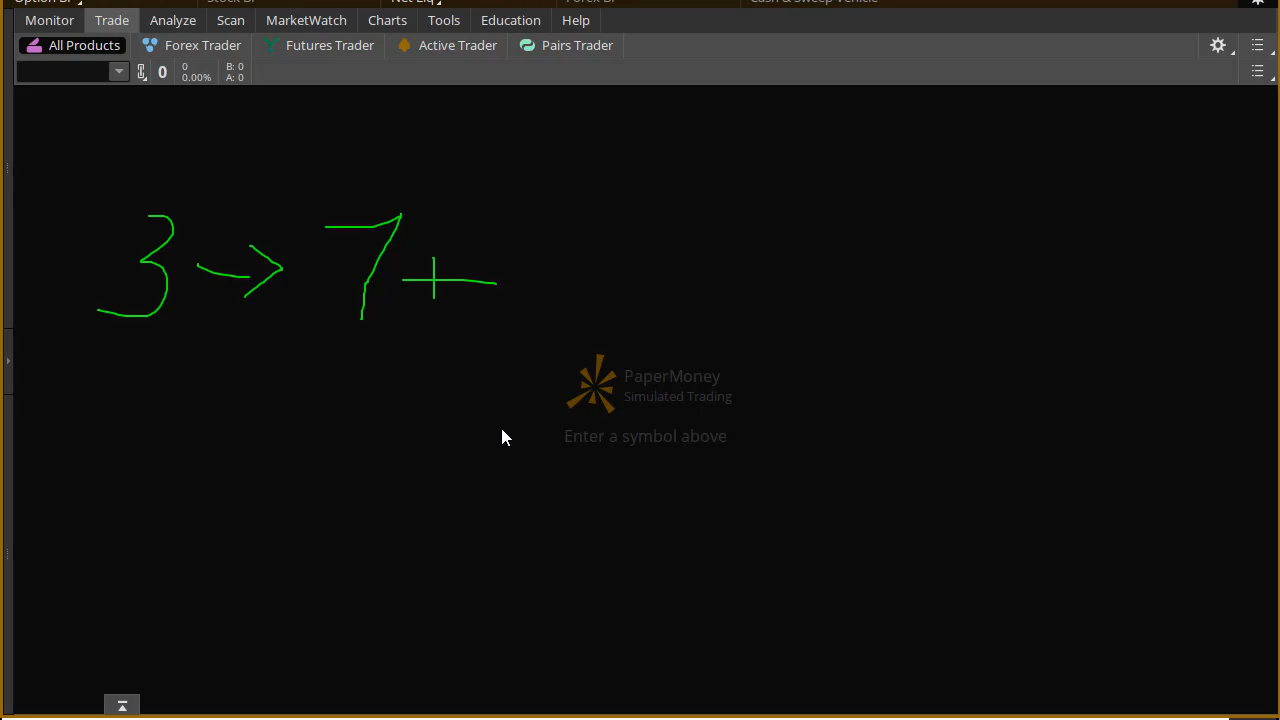 Monitor Trade Analyze Scan MarketWatch Charts Tools Education Help
All Products Forex Trader Futures Trader Active Trader Pairs Trader
0 0 B: 0
0.00% A: 0
3 → 7+
PaperMoney
Simulated Trading
Enter a symbol above